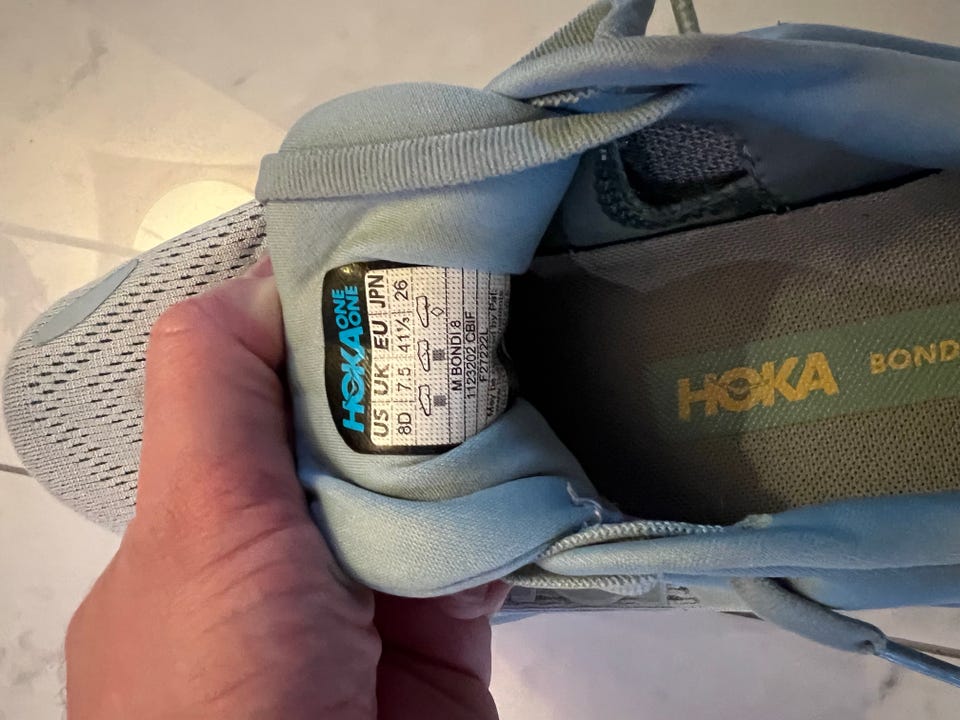 HOKA ONE ONE
US UK EU JPN
8D 7.5 41⅓ 26
M BONDI 8
1123202 CBIF
F27222L
HOKA
BOND